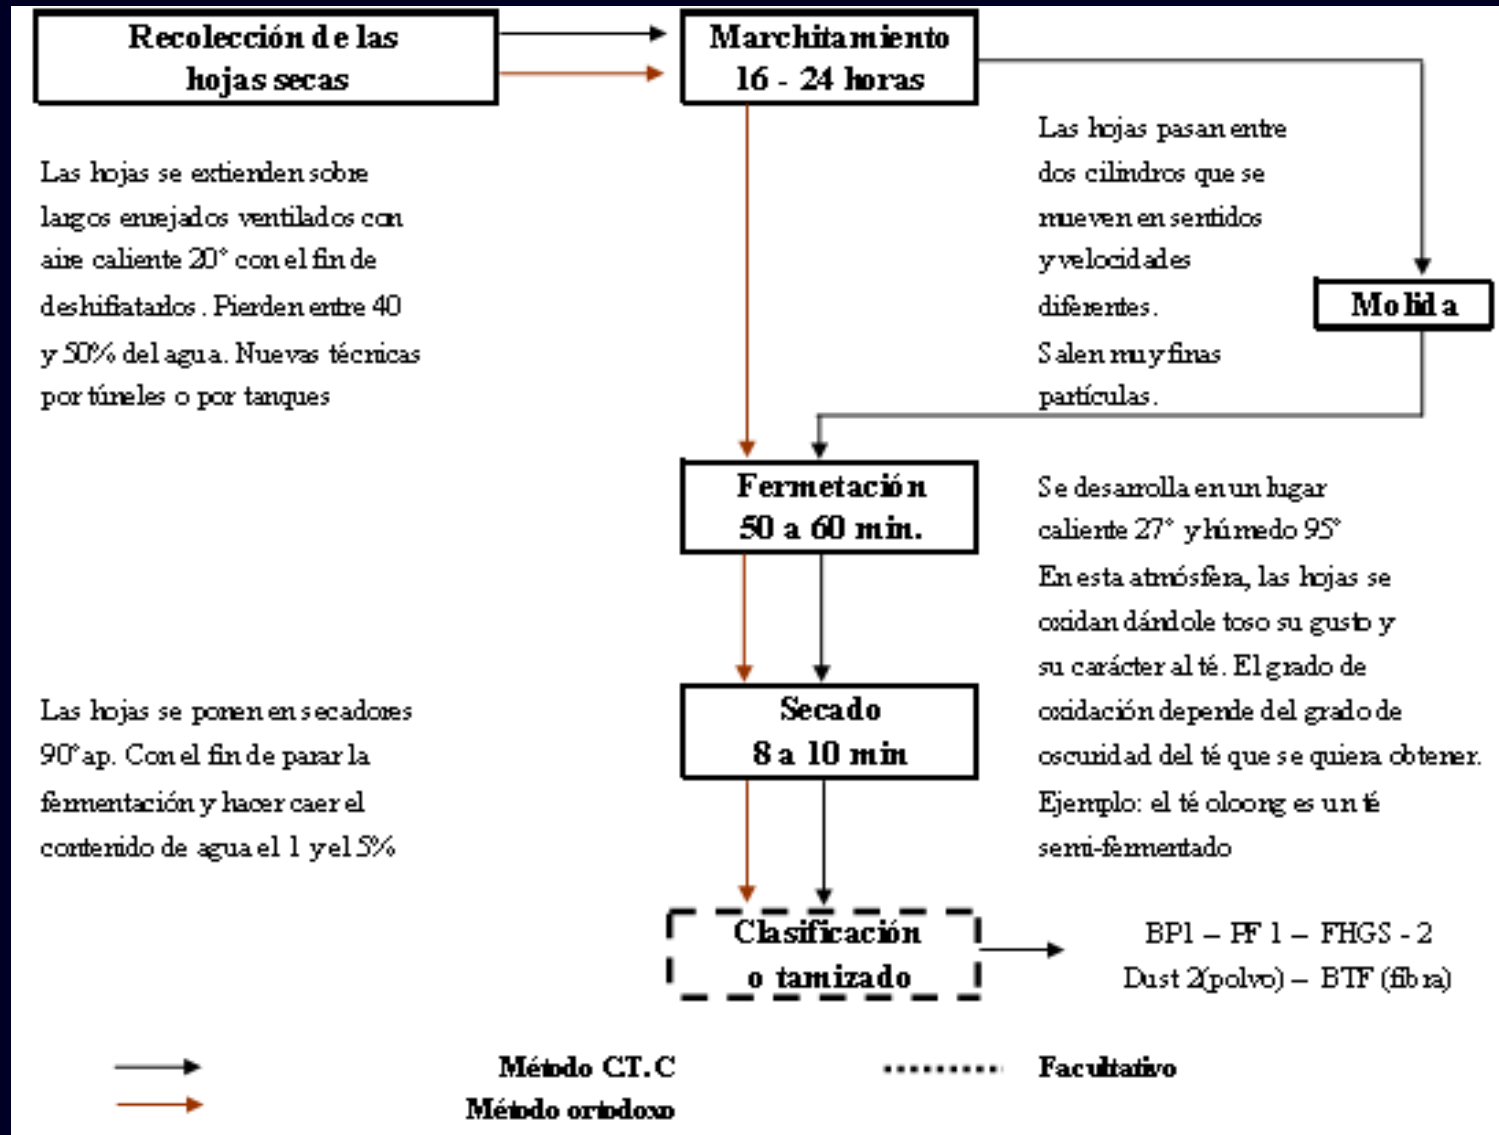 Recolección de las
hojas secas
Marchitamiento
16 - 24 horas
Las hojas se extienden sobre
largos enrejados ventilados con
aire caliente 20° con el fin de
deshifiatarlos. Pierden entre 40
y 50% del agua. Nuevas técnicas
por túneles o por tanques
Las hojas pasan entre
dos cilindros que se
mueven en sentidos
y velocidades
diferentes.
Salen muy finas
partículas.
Molida
Fermetación
50 a 60 min.
Se desarrolla en un lugar
caliente 27° y húmedo 95°
En esta atmósfera, las hojas se
oxidan dándole toso su gusto y
su carácter al té. El grado de
oxidación depende del grado de
oscuridad del té que se quiera obtener.
Ejemplo: el té oloong es un té
semi-fermentado
Secado
8 a 10 min
Las hojas se ponen en secadores
90°ap. Con el fin de parar la
fermentación y hacer caer el
contenido de agua el 1 y el 5%
Clasificación
o tamizado
BP1 – PF 1 – FHGS - 2
Dust 2(polvo) – BTF (fibra)
Método CT.C
Facultativo
Método ortodoxo